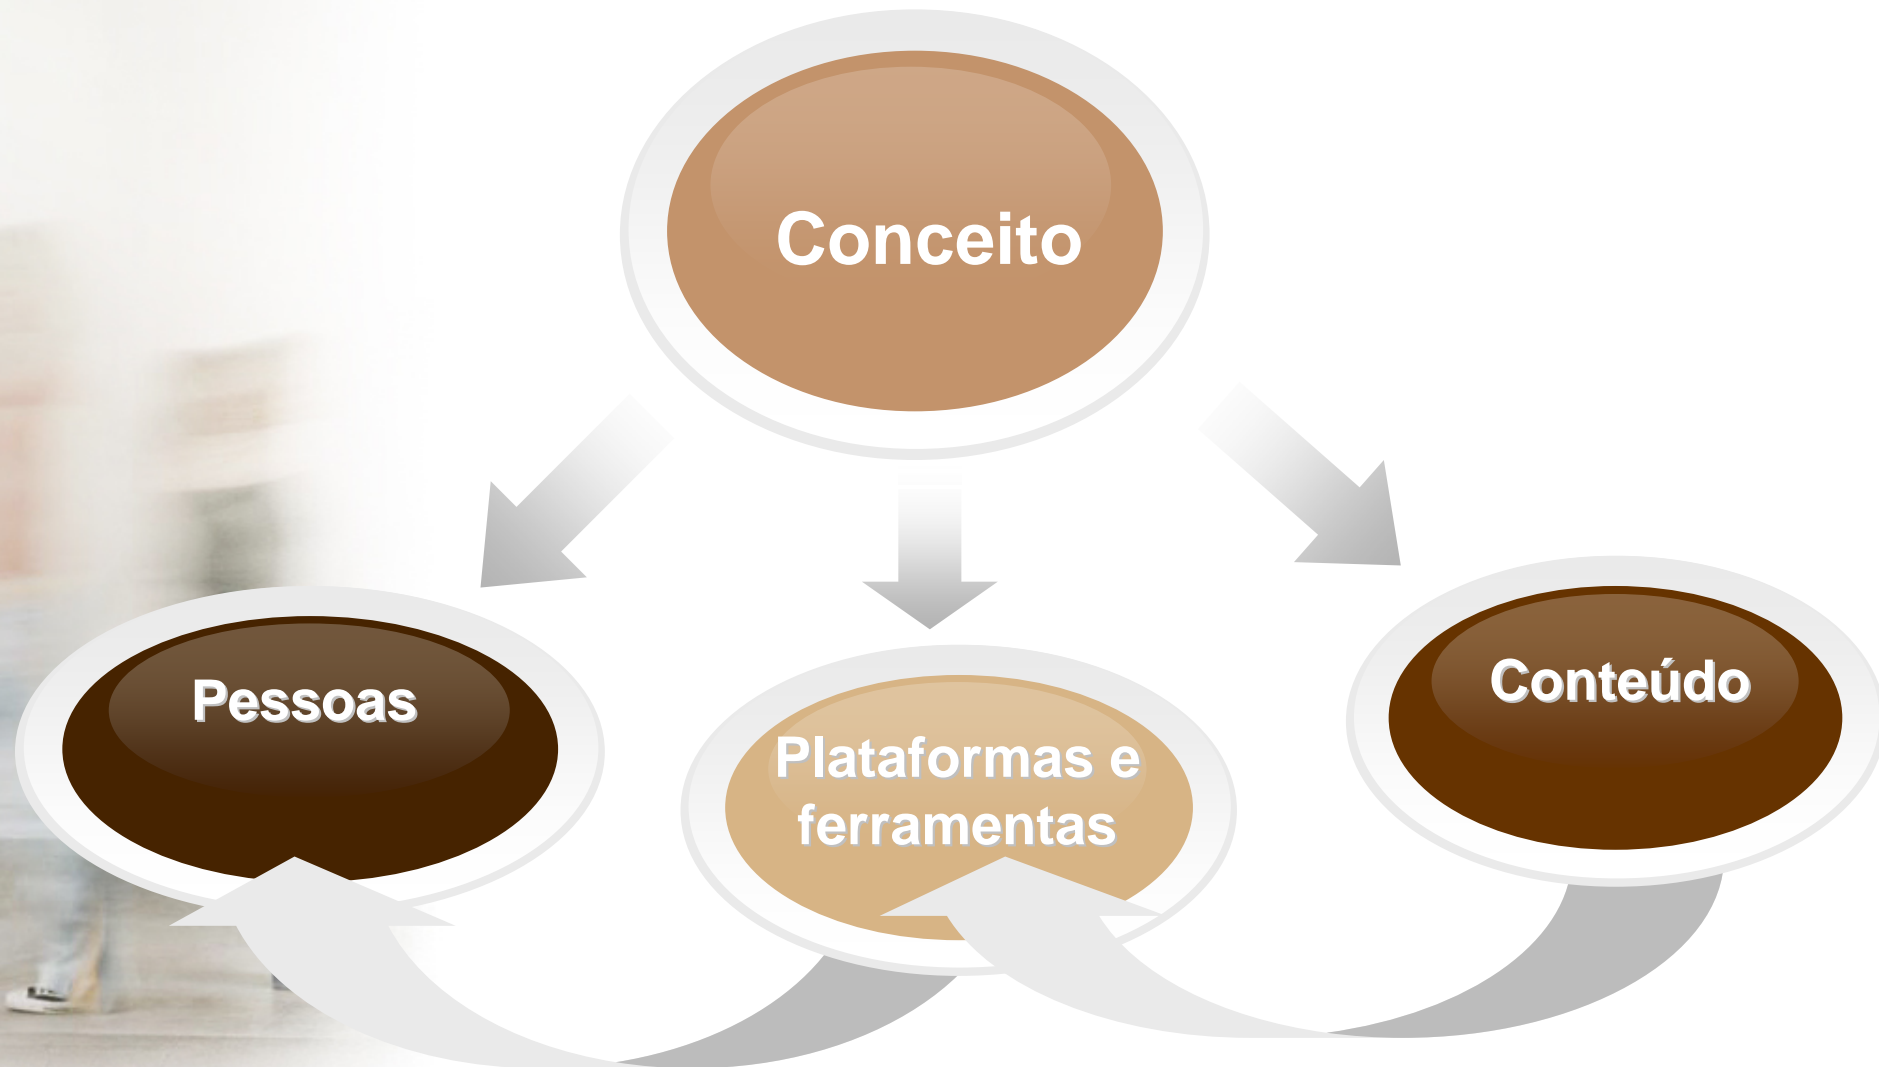 Conceito
Pessoas
Plataformas e
ferramentas
Conteúdo